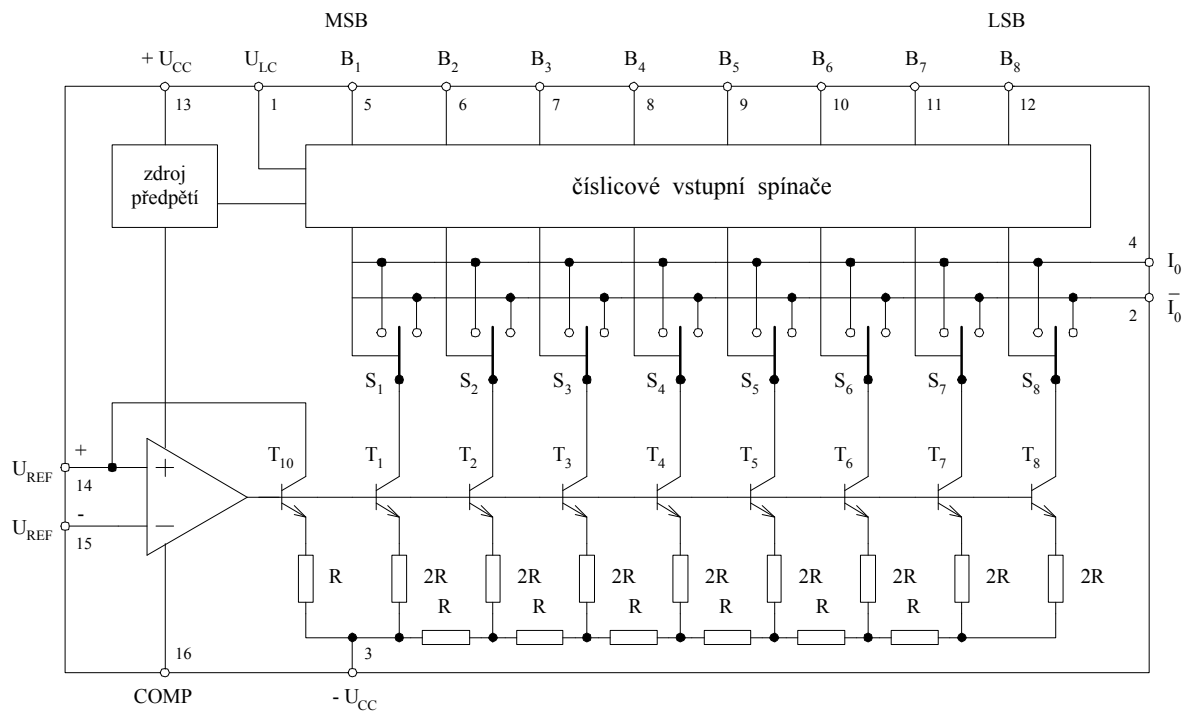 MSB LSB
+ U_CC U_LC B_1 B_2 B_3 B_4 B_5 B_6 B_7 B_8
13 1 5 6 7 8 9 10 11 12
zdroj
předpětí
číslicové vstupní spínače
4
I_0
I̅_0
2
S_1 S_2 S_3 S_4 S_5 S_6 S_7 S_8
+
U_REF
14
+
T_10 T_1 T_2 T_3 T_4 T_5 T_6 T_7 T_8
-
U_REF
15
−
R 2R 2R 2R 2R 2R 2R 2R 2R
R R R R R R
16 3
COMP - U_CC